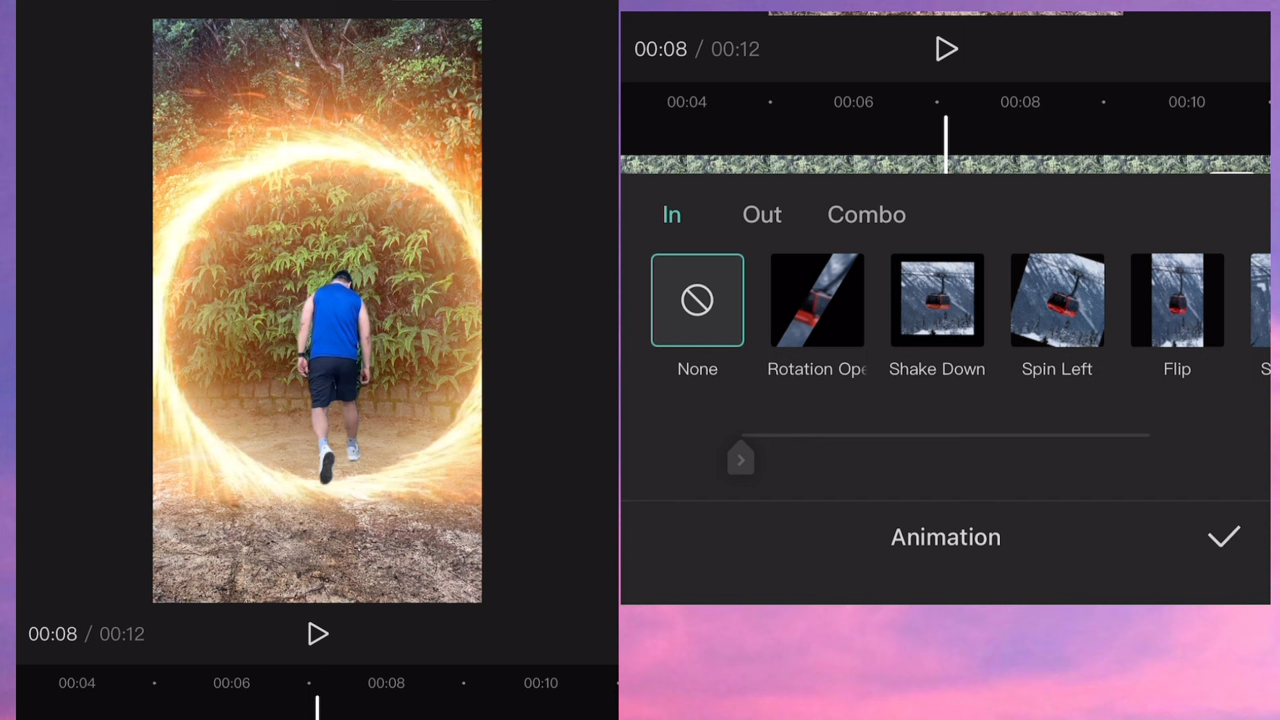 00:08 / 00:12
00:04 00:06 00:08 00:10
00:08 / 00:12
00:04 00:06 00:08 00:10
In Out Combo
None Rotation Ope Shake Down Spin Left Flip S
Animation